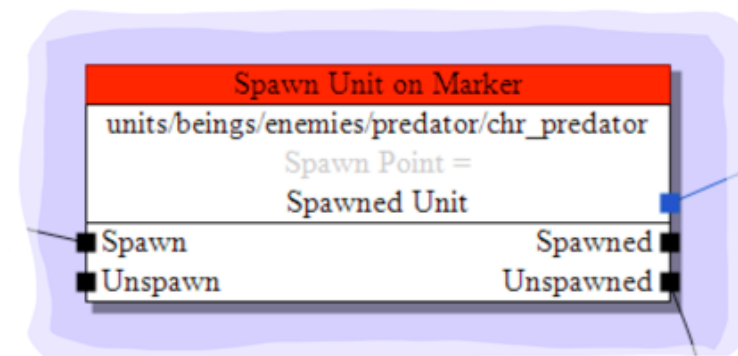 Spawn Unit on Marker
units/beings/enemies/predator/chr_predator
Spawn Point =
Spawned Unit
Spawn Spawned
Unspawn Unspawned